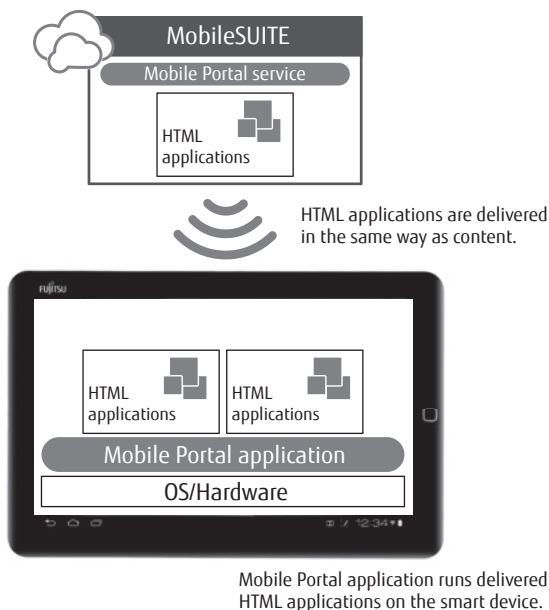 MobileSUITE
Mobile Portal service
HTML
applications
HTML applications are delivered
in the same way as content.
FUJITSU
HTML
applications
HTML
applications
Mobile Portal application
OS/Hardware
12:34
Mobile Portal application runs delivered
HTML applications on the smart device.